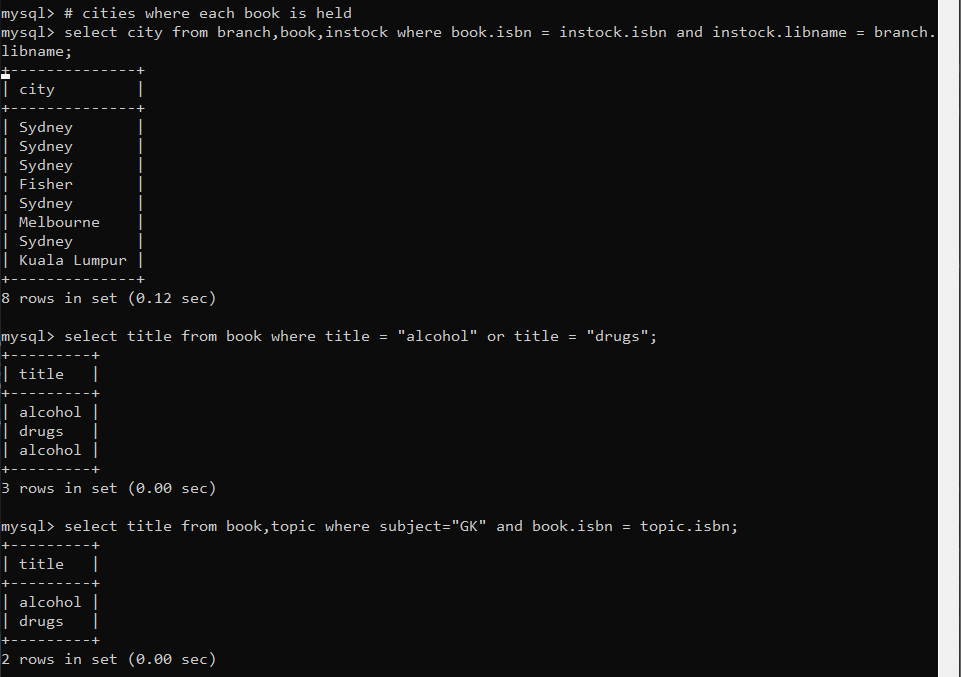 mysql> # cities where each book is held
mysql> select city from branch,book,instock where book.isbn = instock.isbn and instock.libname = branch.
libname;
+--------------+
| city         |
+--------------+
| Sydney       |
| Sydney       |
| Sydney       |
| Fisher       |
| Sydney       |
| Melbourne    |
| Sydney       |
| Kuala Lumpur |
+--------------+
8 rows in set (0.12 sec)
mysql> select title from book where title = "alcohol" or title = "drugs";
+---------+
| title   |
+---------+
| alcohol |
| drugs   |
| alcohol |
+---------+
3 rows in set (0.00 sec)
mysql> select title from book,topic where subject="GK" and book.isbn = topic.isbn;
+---------+
| title   |
+---------+
| alcohol |
| drugs   |
+---------+
2 rows in set (0.00 sec)